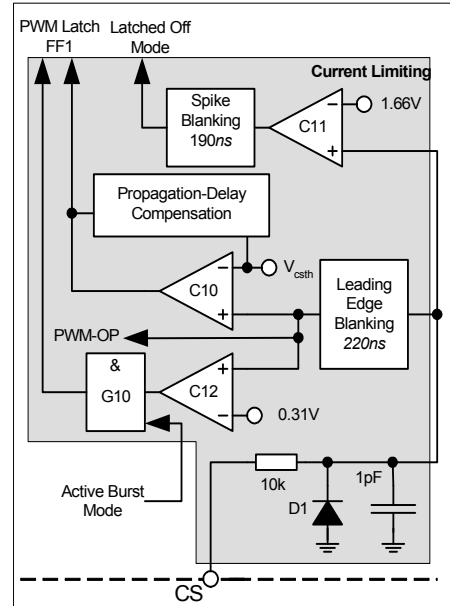 PWM Latch
FF1
Latched Off
Mode
Current Limiting
Spike
Blanking
190ns
C11
1.66V
Propagation-Delay
Compensation
C10
Vcsth
Leading
Edge
Blanking
220ns
PWM-OP
&
G10
C12
0.31V
Active Burst
Mode
10k
D1
1pF
CS